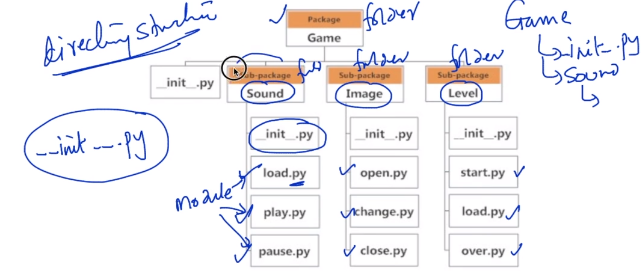 directing structure
Package
Game
folder
Game
__init__.py
Sound
__init__.py
Sub-package
Sound
Sub-package
Image
folder
Sub-package
Level
folder
__init__.py
__init__.py
__init__.py
__init__.py
load.py
open.py
start.py
module
play.py
change.py
load.py
pause.py
close.py
over.py